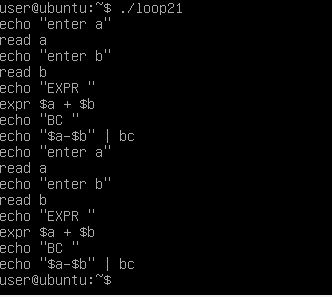 user@ubuntu:~$ ./loop21
echo "enter a"
read a
echo "enter b"
read b
echo "EXPR "
expr $a + $b
echo "BC "
echo "$a-$b" | bc
echo "enter a"
read a
echo "enter b"
read b
echo "EXPR "
expr $a + $b
echo "BC "
echo "$a-$b" | bc
user@ubuntu:~$